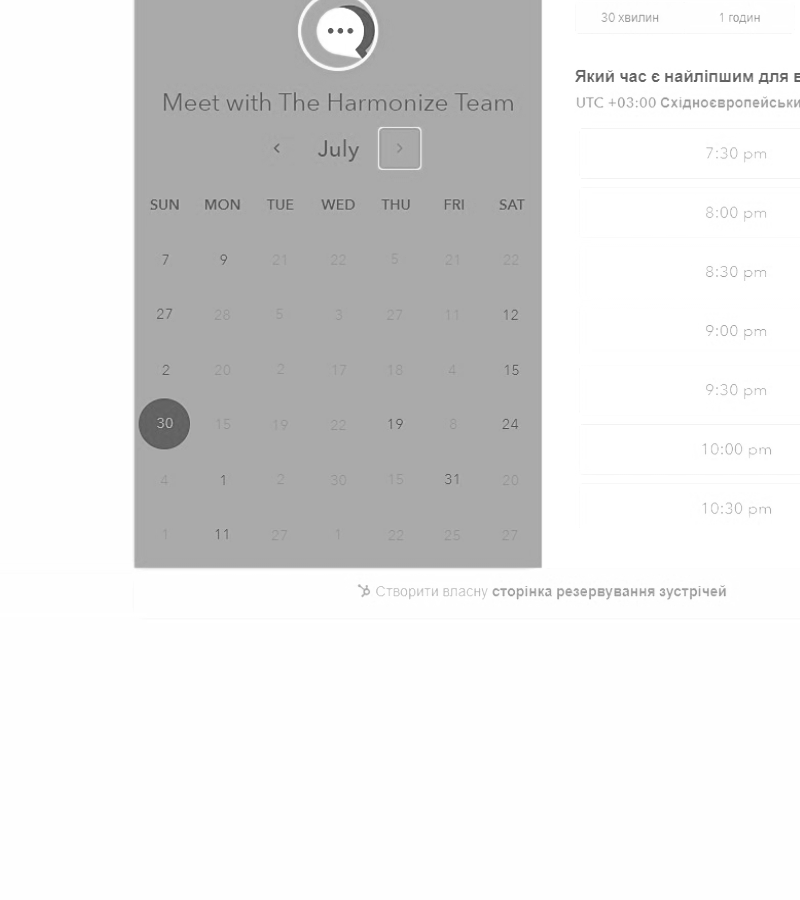 30 хвилин 1 годин
Meet with The Harmonize Team
July
SUN MON TUE WED THU FRI SAT
7 9 21 22 5 21 22
27 28 5 3 27 11 12
2 20 2 17 18 4 15
30 15 19 22 19 8 24
4 1 2 30 15 31 20
1 11 27 1 22 25 27
Який час є найліпшим для в
UTC +03:00 Східноєвропейськи
7:30 pm
8:00 pm
8:30 pm
9:00 pm
9:30 pm
10:00 pm
10:30 pm
Створити власну сторінка резервування зустрічей